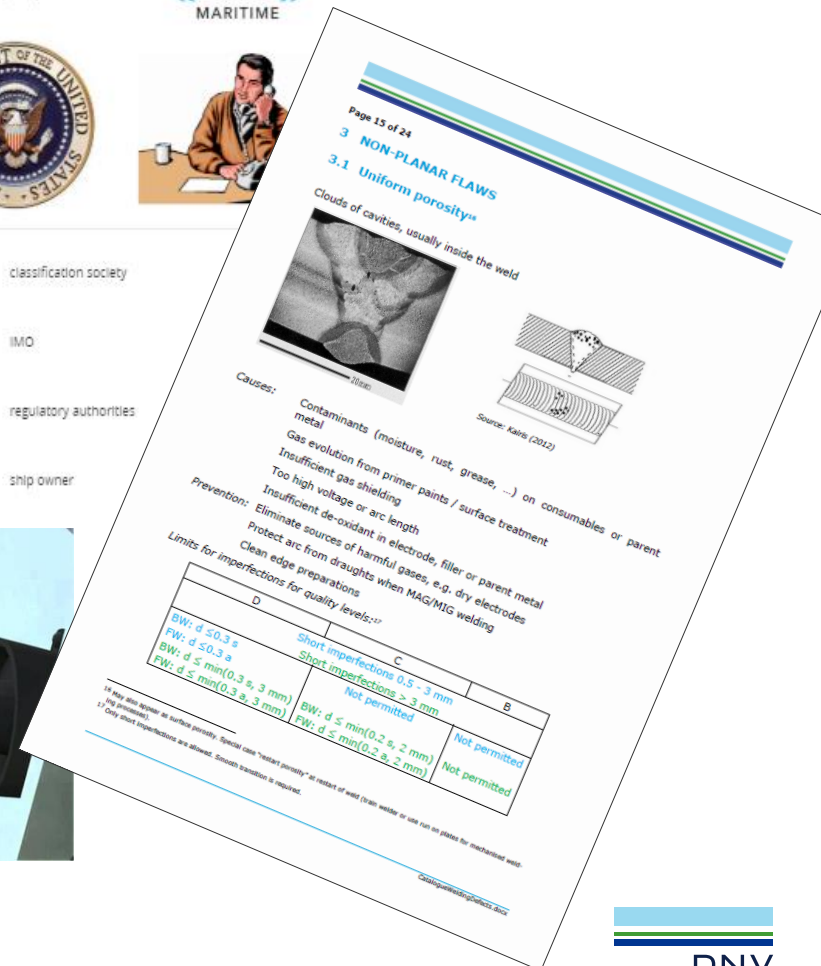 MARITIME
T OF THE UNITED
STATES
classification society
IMO
regulatory authorities
ship owner
Page 15 of 24
3 NON-PLANAR FLAWS
3.1 Uniform porosity¹⁶
Clouds of cavities, usually inside the weld
10mm
Source: Kalris (2012)
Causes:
Contaminants (moisture, rust, grease, …) on consumables or parent
metal
Gas evolution from primer paints / surface treatment
Insufficient gas shielding
Too high voltage or arc length
Insufficient de-oxidant in electrode, filler or parent metal
Prevention: Eliminate sources of harmful gases, e.g. dry electrodes
Protect arc from draughts when MAG/MIG welding
Clean edge preparations
Limits for imperfections for quality levels:¹⁷
D C B
Short imperfections 0.5 - 3 mm
Short imperfections > 3 mm
BW: d ≤0.3 s
FW: d ≤0.3 a
BW: d ≤ min(0.3 s, 3 mm)
FW: d ≤ min(0.3 a, 3 mm)
Not permitted
BW: d ≤ min(0.2 s, 2 mm)
FW: d ≤ min(0.2 a, 2 mm)
Not permitted
Not permitted
16 May also appear as surface porosity. Special case "restart porosity" at restart of weld (train welder or use run on plates for mechanised weld-
ing processes).
17 Only short imperfections are allowed. Smooth transition is required.
CatalogueWeldingDefects.docx
DNV